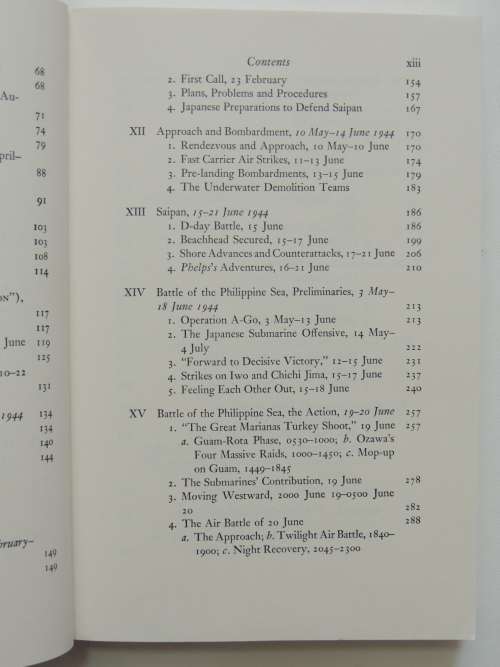 68
68
Au-
71
74
79
pril–
88
91
103
103
108
114
ON"),
117
117
June 119
125
10–22
131
1944 134
134
140
144
bruary–
149
149
Contents xiii
2. First Call, 23 February 154
3. Plans, Problems and Procedures 157
4. Japanese Preparations to Defend Saipan 167
XII Approach and Bombardment, 10 May–14 June 1944 170
1. Rendezvous and Approach, 10 May–10 June 170
2. Fast Carrier Air Strikes, 11–13 June 174
3. Pre-landing Bombardments, 13–15 June 179
4. The Underwater Demolition Teams 183
XIII Saipan, 15–21 June 1944 186
1. D-day Battle, 15 June 186
2. Beachhead Secured, 15–17 June 199
3. Shore Advances and Counterattacks, 17–21 June 206
4. Phelps's Adventures, 16–21 June 210
XIV Battle of the Philippine Sea, Preliminaries, 3 May–
18 June 1944 213
1. Operation A-Go, 3 May–13 June 213
2. The Japanese Submarine Offensive, 14 May–
4 July 222
3. "Forward to Decisive Victory," 12–15 June 231
4. Strikes on Iwo and Chichi Jima, 15–17 June 237
5. Feeling Each Other Out, 15–18 June 240
XV Battle of the Philippine Sea, the Action, 19–20 June 257
1. "The Great Marianas Turkey Shoot," 19 June 257
a. Guam-Rota Phase, 0530–1000; b. Ozawa's
Four Massive Raids, 1000–1450; c. Mop-up
on Guam, 1449–1845
2. The Submarines' Contribution, 19 June 278
3. Moving Westward, 2000 June 19–0500 June
20 282
4. The Air Battle of 20 June 288
a. The Approach; b. Twilight Air Battle, 1840–
1900; c. Night Recovery, 2045–2300